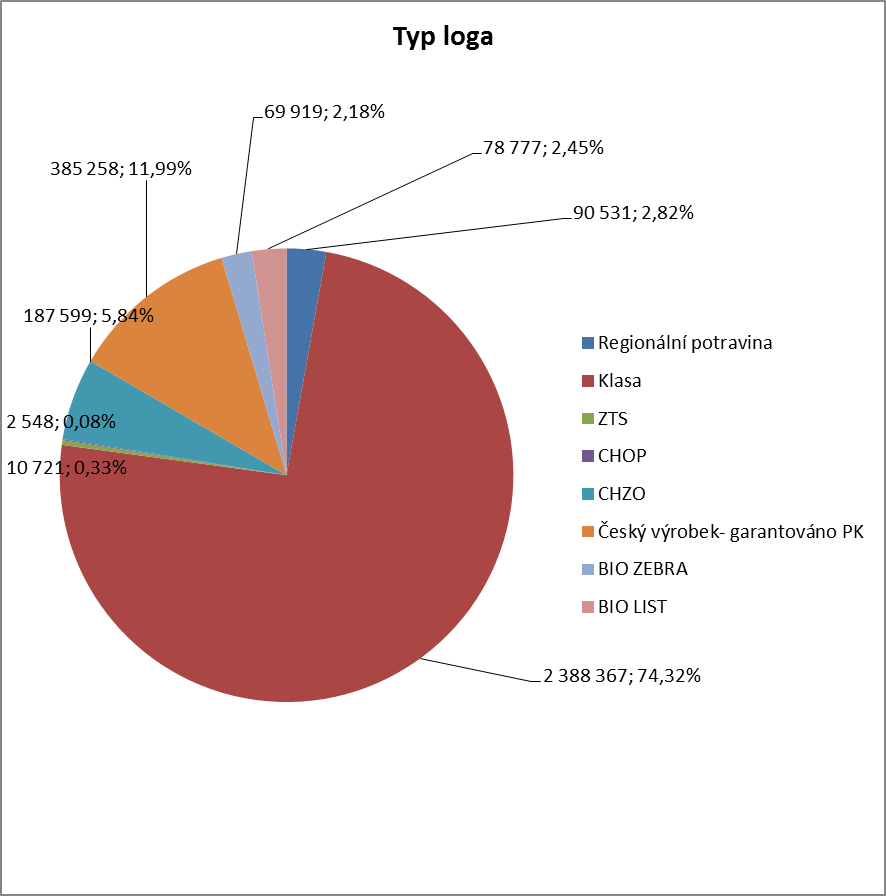 Typ loga
69 919; 2,18%
78 777; 2,45%
385 258; 11,99%
90 531; 2,82%
187 599; 5,84%
Regionální potravina
Klasa
2 548; 0,08%
ZTS
CHOP
10 721; 0,33%
CHZO
Český výrobek- garantováno PK
BIO ZEBRA
BIO LIST
2 388 367; 74,32%